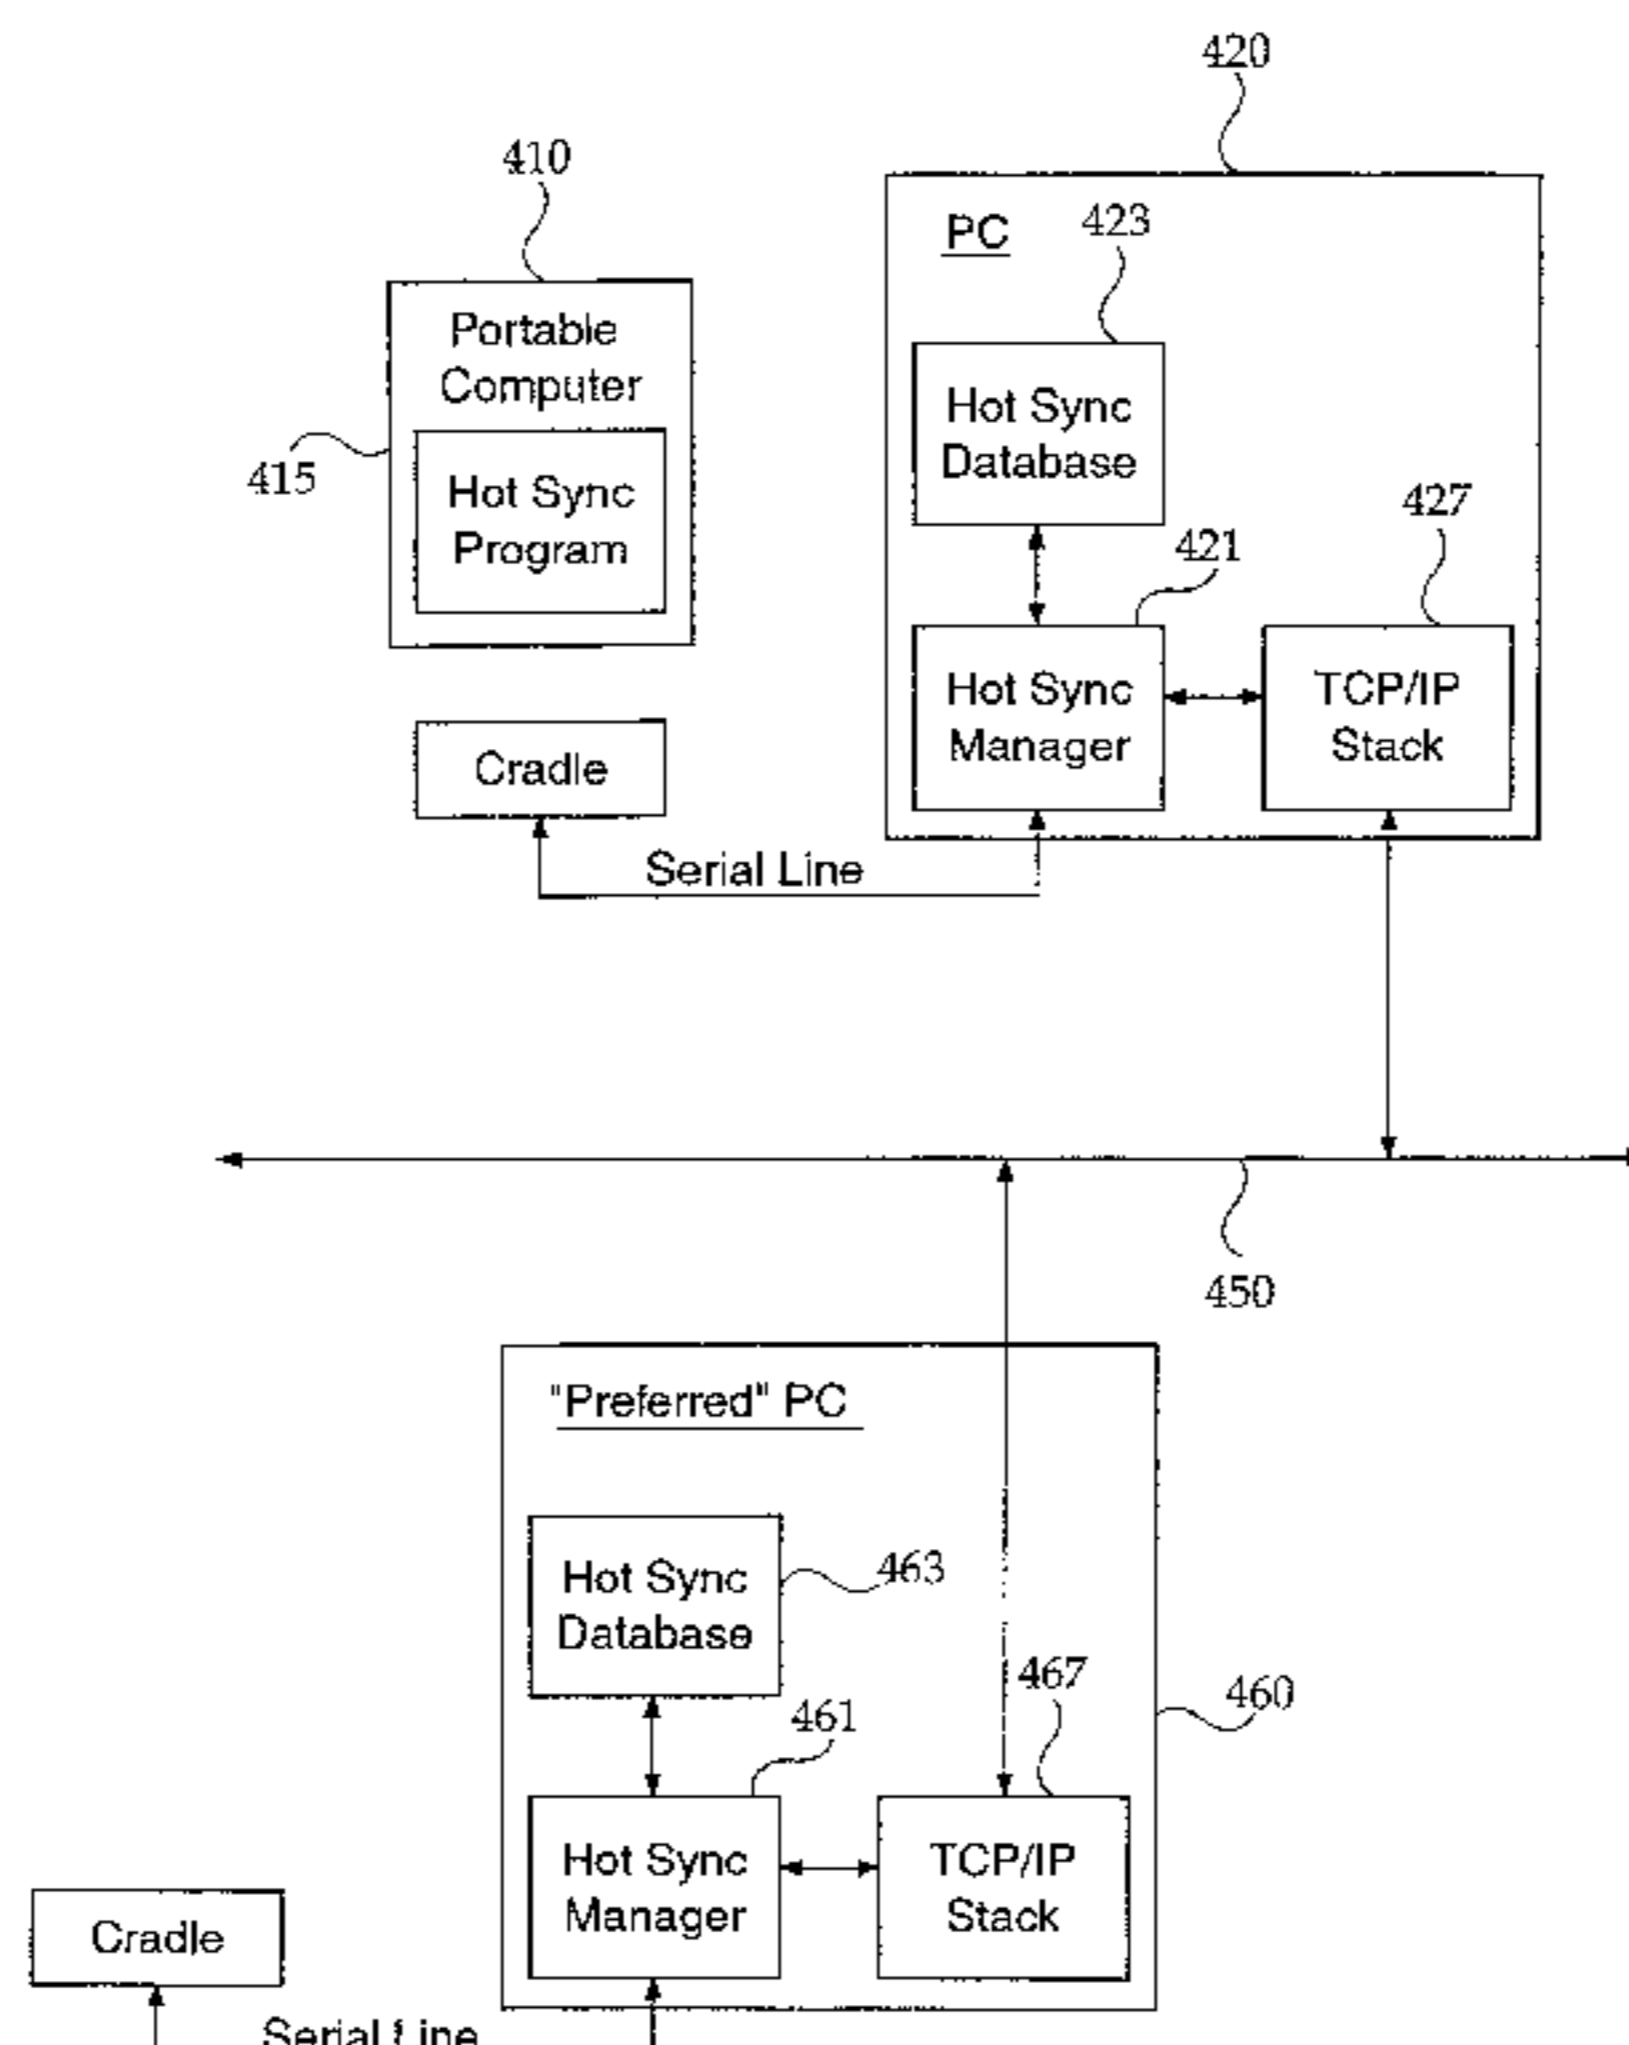 420
410
PC
423
Portable
Computer
415
Hot Sync
Program
Hot Sync
Database
427
421
Hot Sync
Manager
TCP/IP
Stack
Cradle
Serial Line
450
"Preferred" PC
Hot Sync
Database
463
467
460
461
Hot Sync
Manager
TCP/IP
Stack
Cradle
Serial Line